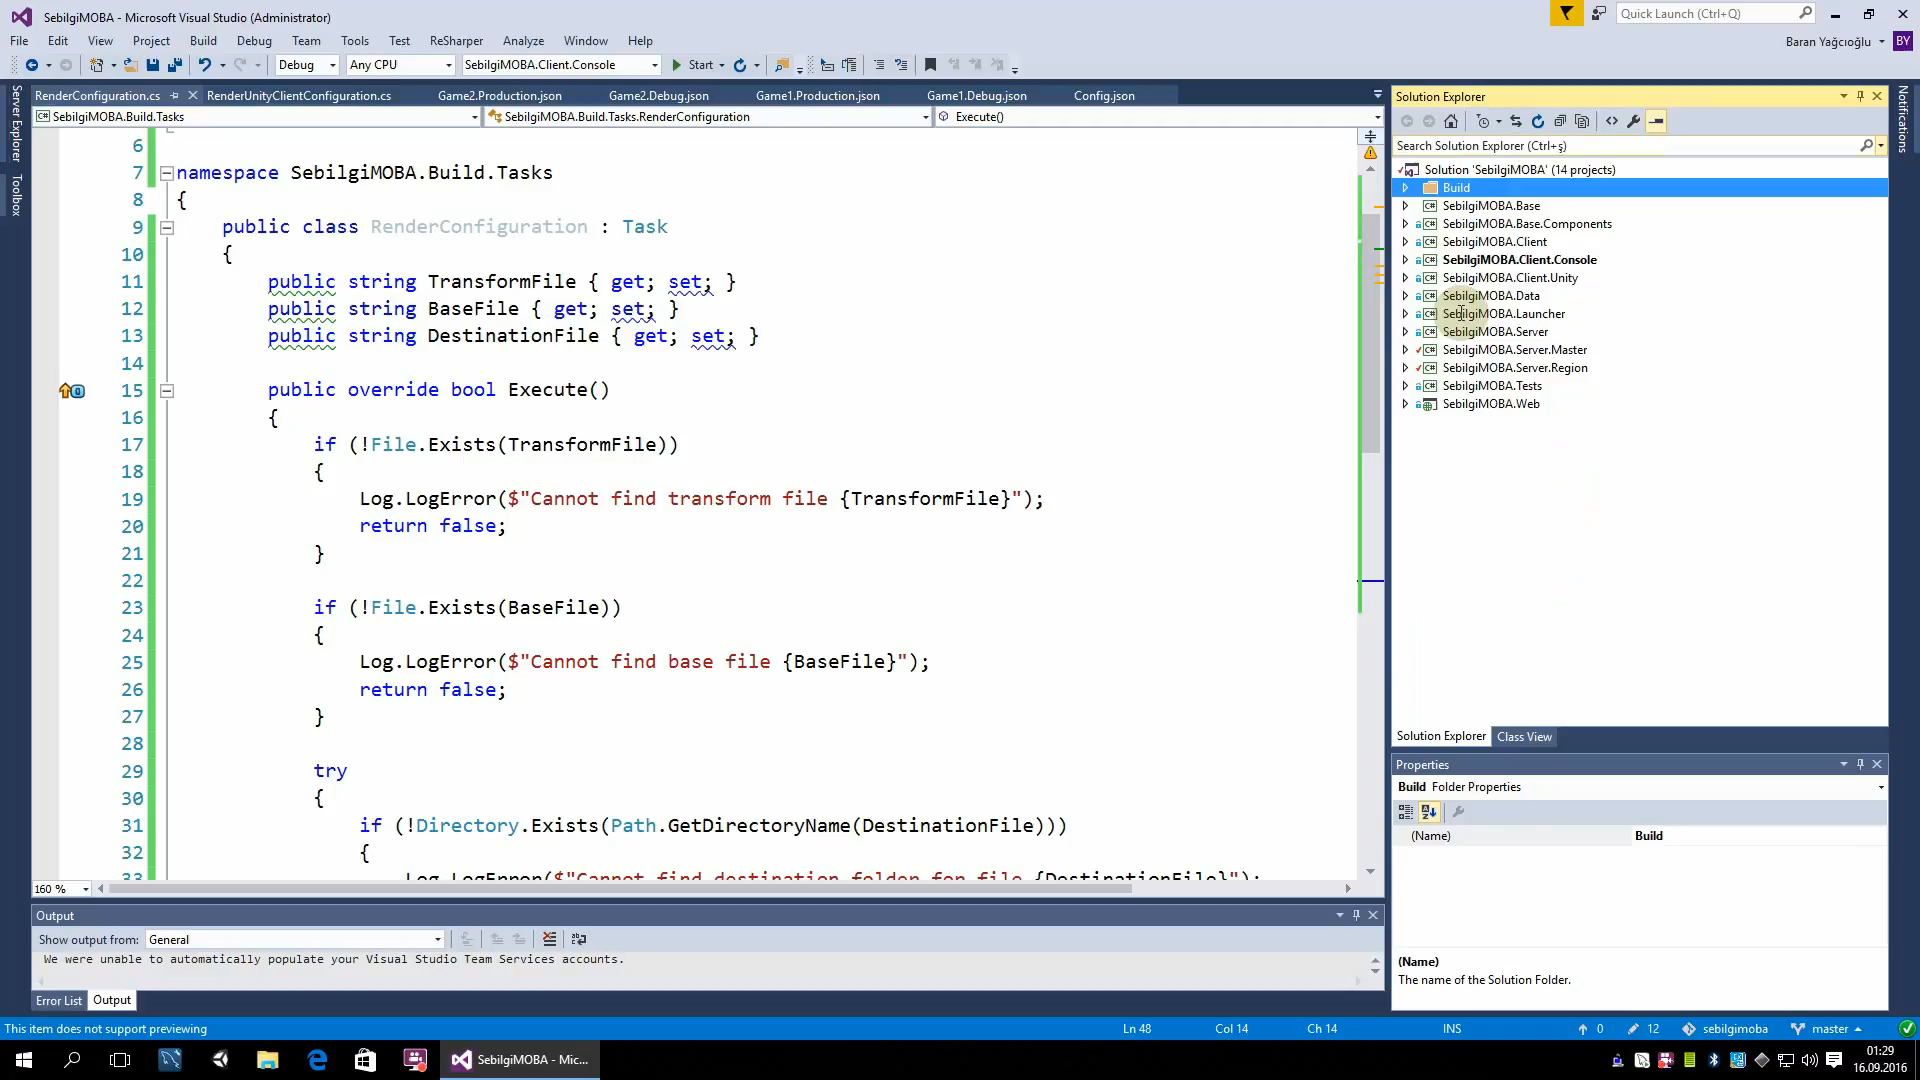 SebilgiMOBA - Microsoft Visual Studio (Administrator)
Quick Launch (Ctrl+Q)
File Edit View Project Build Debug Team Tools Test ReSharper Analyze Window Help
Baran Yağcıoğlu BY
Debug Any CPU SebilgiMOBA.Client.Console Start
Server Explorer
Toolbox
Notifications
RenderConfiguration.cs RenderUnityClientConfiguration.cs Game2.Production.json Game2.Debug.json Game1.Production.json Game1.Debug.json Config.json
SebilgiMOBA.Build.Tasks SebilgiMOBA.Build.Tasks.RenderConfiguration Execute()
6
7 namespace SebilgiMOBA.Build.Tasks
8 {
9 public class RenderConfiguration : Task
10 {
11 public string TransformFile { get; set; }
12 public string BaseFile { get; set; }
13 public string DestinationFile { get; set; }
14
15 public override bool Execute()
16 {
17 if (!File.Exists(TransformFile))
18 {
19 Log.LogError($"Cannot find transform file {TransformFile}");
20 return false;
21 }
22
23 if (!File.Exists(BaseFile))
24 {
25 Log.LogError($"Cannot find base file {BaseFile}");
26 return false;
27 }
28
29 try
30 {
31 if (!Directory.Exists(Path.GetDirectoryName(DestinationFile)))
32 {
33 Log.LogError($"Cannot find destination folder for file {DestinationFile}");
160 %
Output
Show output from: General
We were unable to automatically populate your Visual Studio Team Services accounts.
Error List Output
Solution Explorer
Search Solution Explorer (Ctrl+ş)
Solution 'SebilgiMOBA' (14 projects)
Build
SebilgiMOBA.Base
SebilgiMOBA.Base.Components
SebilgiMOBA.Client
SebilgiMOBA.Client.Console
SebilgiMOBA.Client.Unity
SebilgiMOBA.Data
SebilgiMOBA.Launcher
SebilgiMOBA.Server
SebilgiMOBA.Server.Master
SebilgiMOBA.Server.Region
SebilgiMOBA.Tests
SebilgiMOBA.Web
Solution Explorer Class View
Properties
Build Folder Properties
(Name) Build
(Name)
The name of the Solution Folder.
This item does not support previewing Ln 48 Col 14 Ch 14 INS 0 12 sebilgimoba master
SebilgiMOBA - Mic...
01:29
16.09.2016